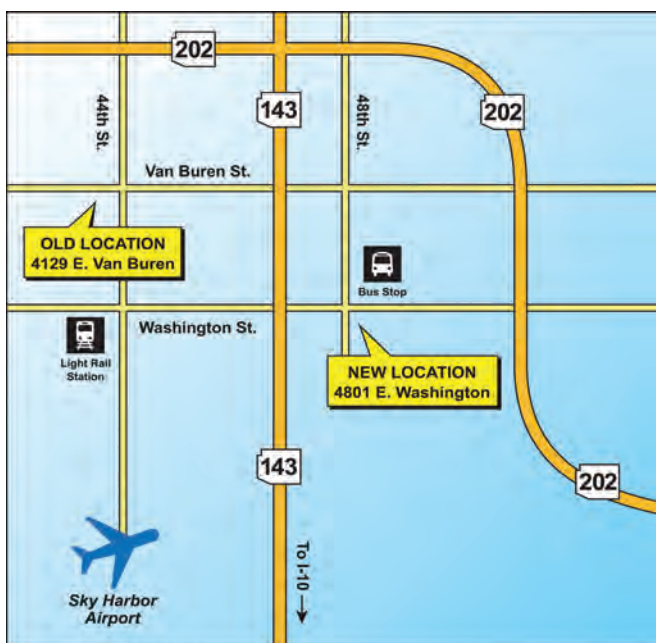 202
44th St.
143
48th St.
202
Van Buren St.
OLD LOCATION
4129 E. Van Buren
Bus Stop
Washington St.
Light Rail
Station
NEW LOCATION
4801 E. Washington
143
202
To I-10
Sky Harbor
Airport